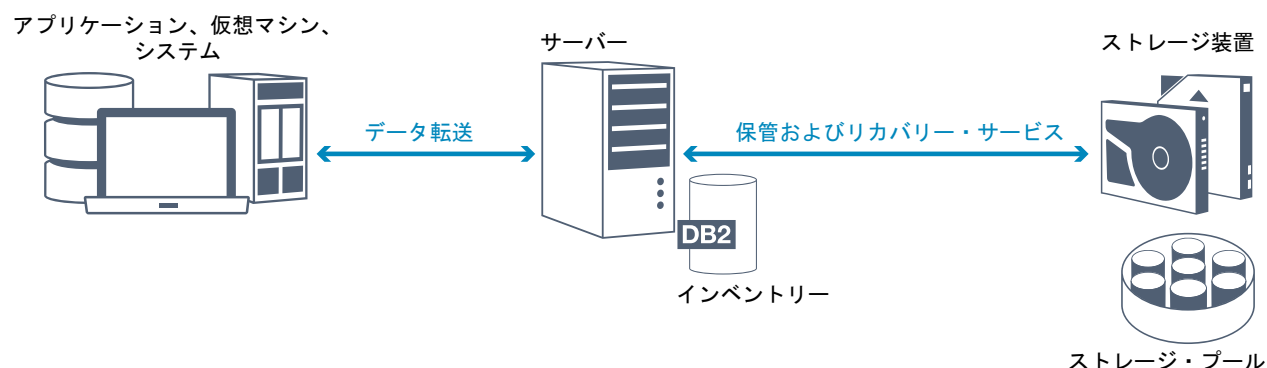 アプリケーション、仮想マシン、
システム
サーバー
ストレージ装置
データ転送
保管およびリカバリー・サービス
DB2
インベントリー
ストレージ・プール